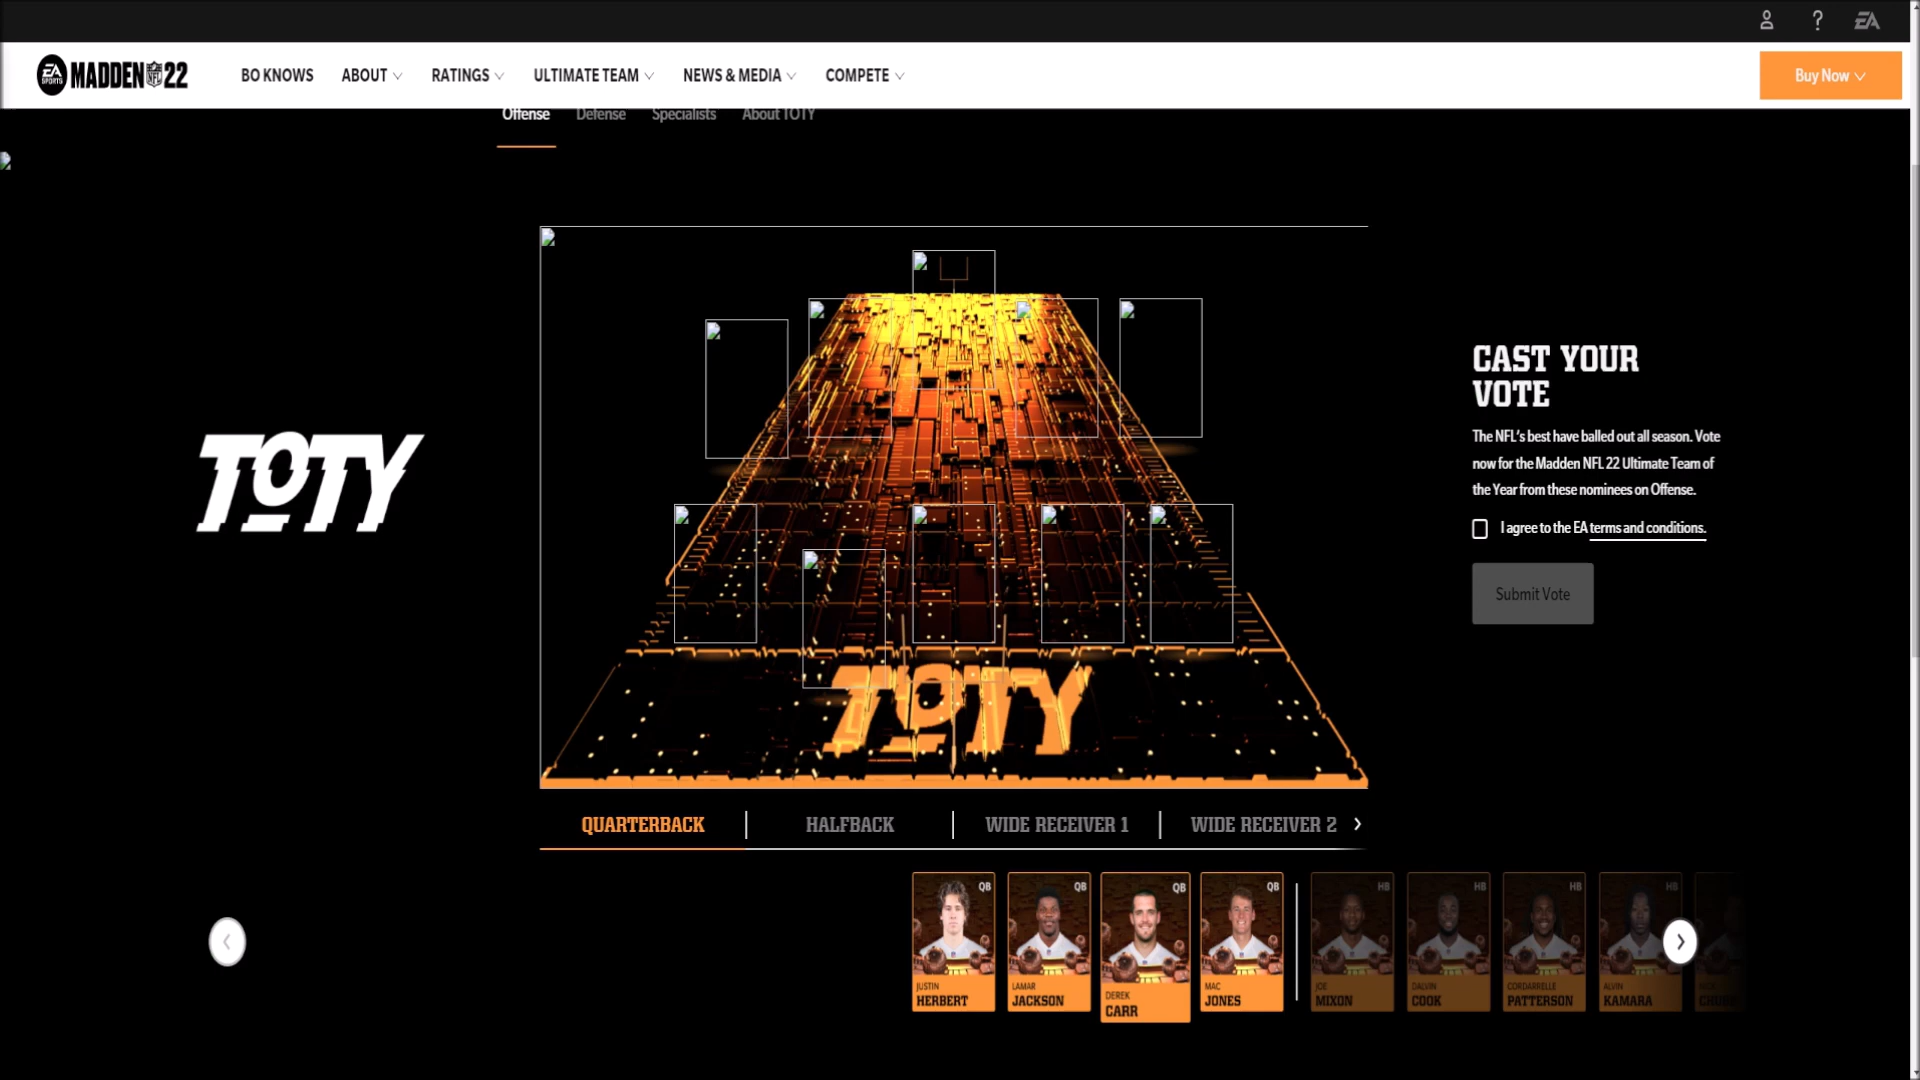 ?
EA
EA SPORTS MADDEN NFL 22
BO KNOWS ABOUT RATINGS ULTIMATE TEAM NEWS & MEDIA COMPETE
Buy Now
Offense Defense Specialists About TOTY
TOTY
CAST YOUR
VOTE
The NFL's best have balled out all season. Vote
now for the Madden NFL 22 Ultimate Team of
the Year from these nominees on Offense.
I agree to the EA terms and conditions.
Submit Vote
TOTY
QUARTERBACK HALFBACK WIDE RECEIVER 1 WIDE RECEIVER 2
QB QB QB QB HB HB HB HB
JUSTIN
HERBERT
LAMAR
JACKSON
DEREK
CARR
MAC
JONES
JOE
MIXON
DALVIN
COOK
CORDARRELLE
PATTERSON
ALVIN
KAMARA